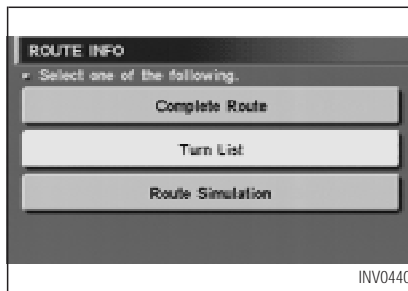 ROUTE INFO
Select one of the following.
Complete Route
Turn List
Route Simulation
INV0440